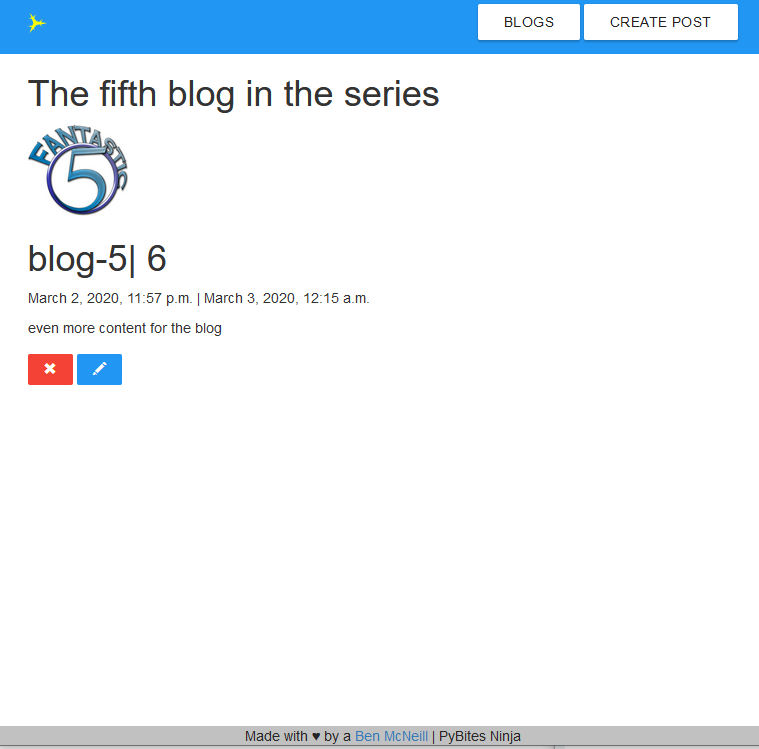 BLOGS CREATE POST
The fifth blog in the series
FANTASTIC
5
blog-5| 6
March 2, 2020, 11:57 p.m. | March 3, 2020, 12:15 a.m.
even more content for the blog
Made with ♥ by a Ben McNeill | PyBites Ninja